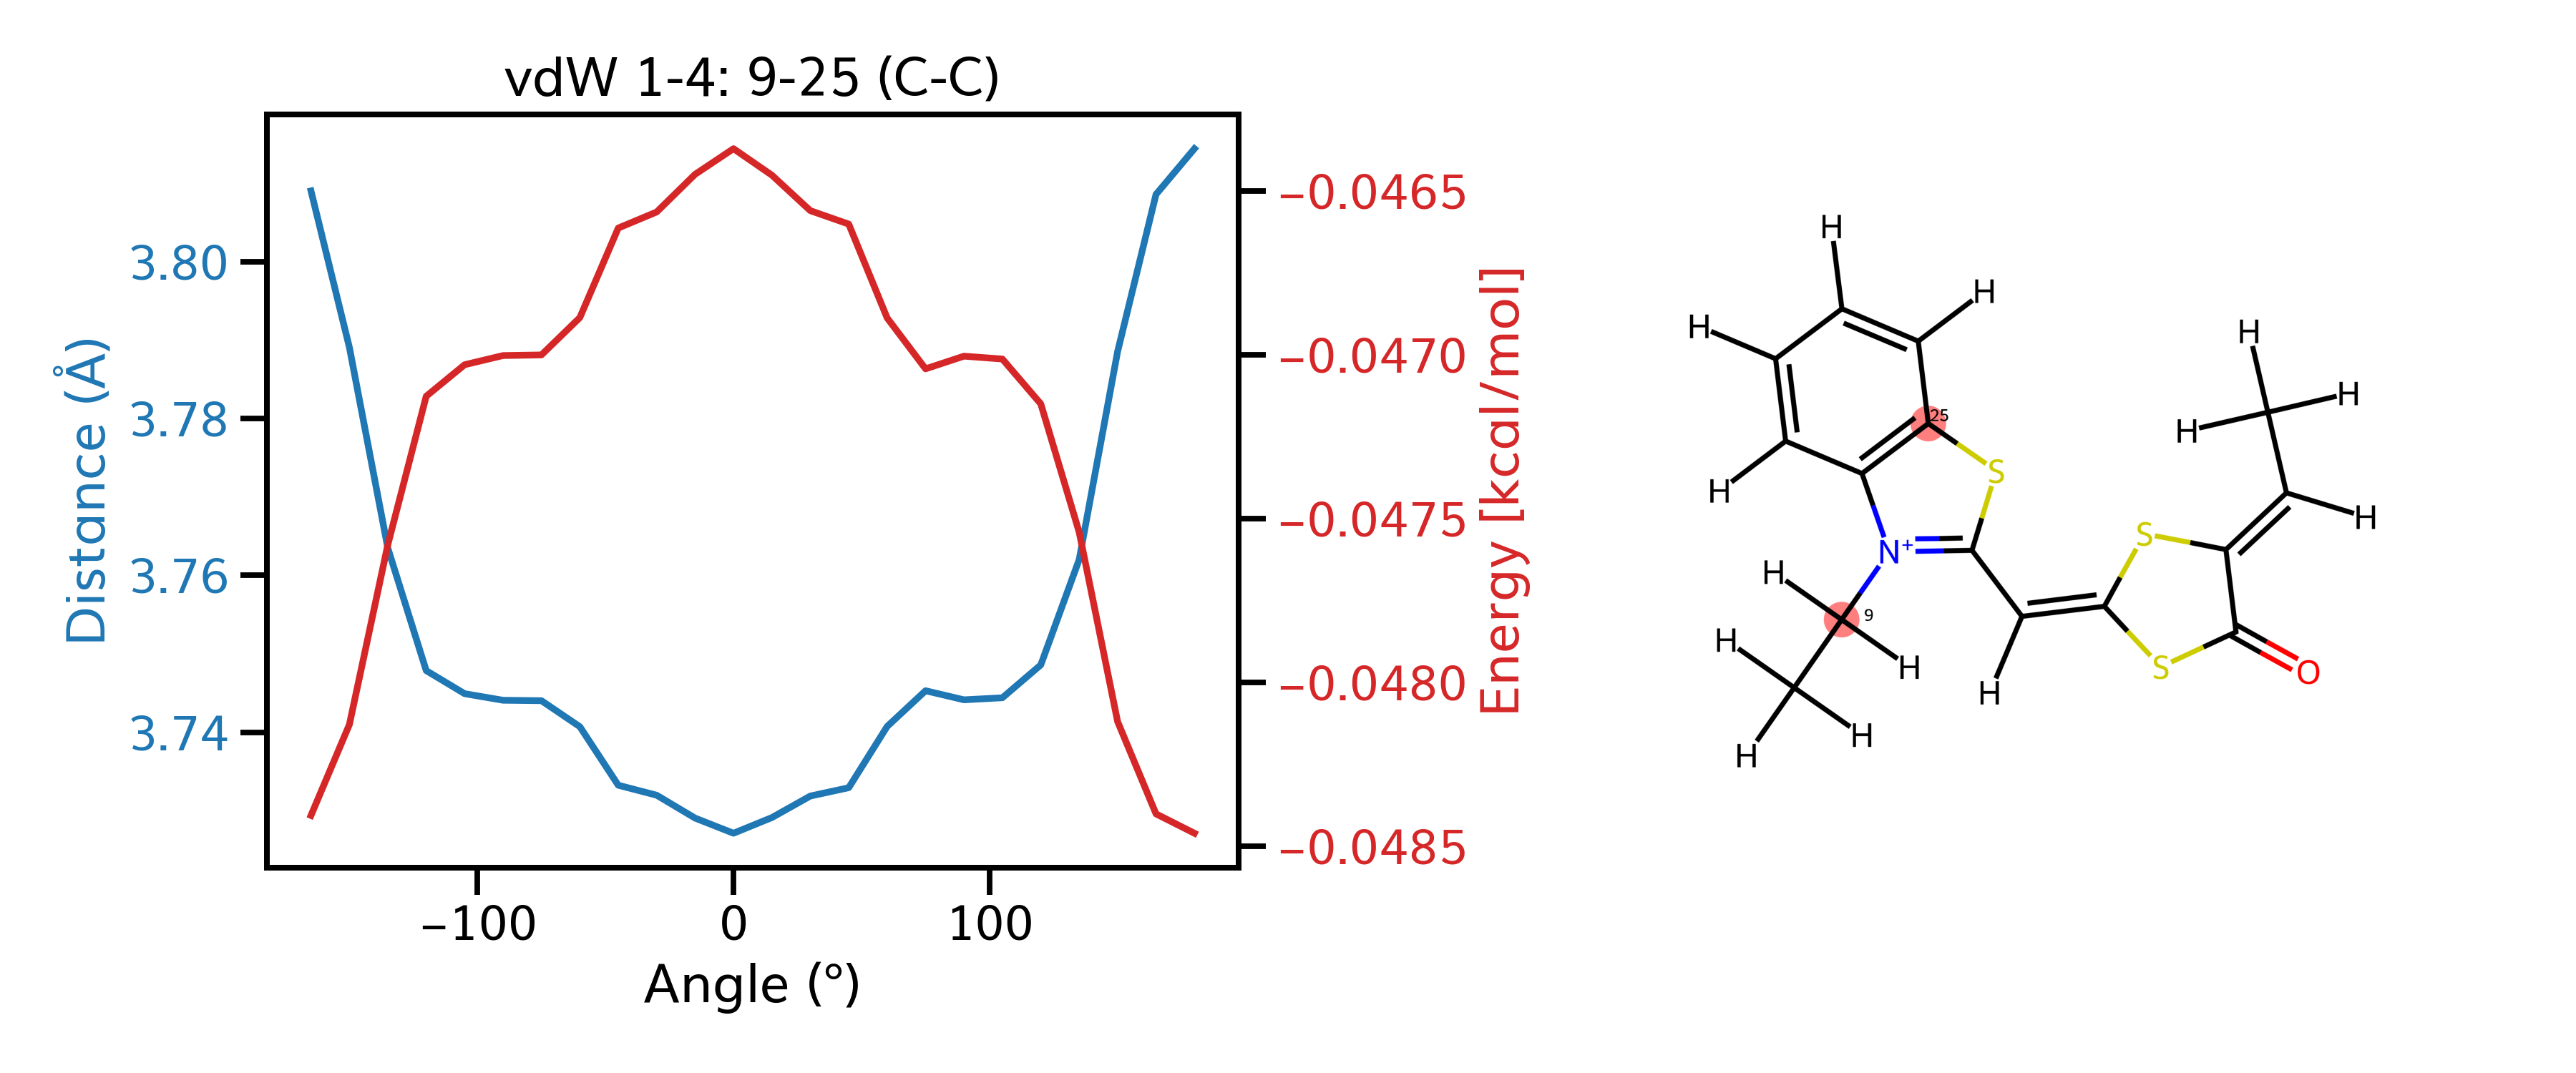 vdW 1-4: 9-25 (C-C)
Distance (Å)
3.80
3.78
3.76
3.74
−0.0465
−0.0470
−0.0475
−0.0480
−0.0485
Energy [kcal/mol]
−100 0 100
Angle (°)
H
H
H
H
H
H
H
25
S
H
H
S
N+
H
9
H
H
S
O
H
H
H